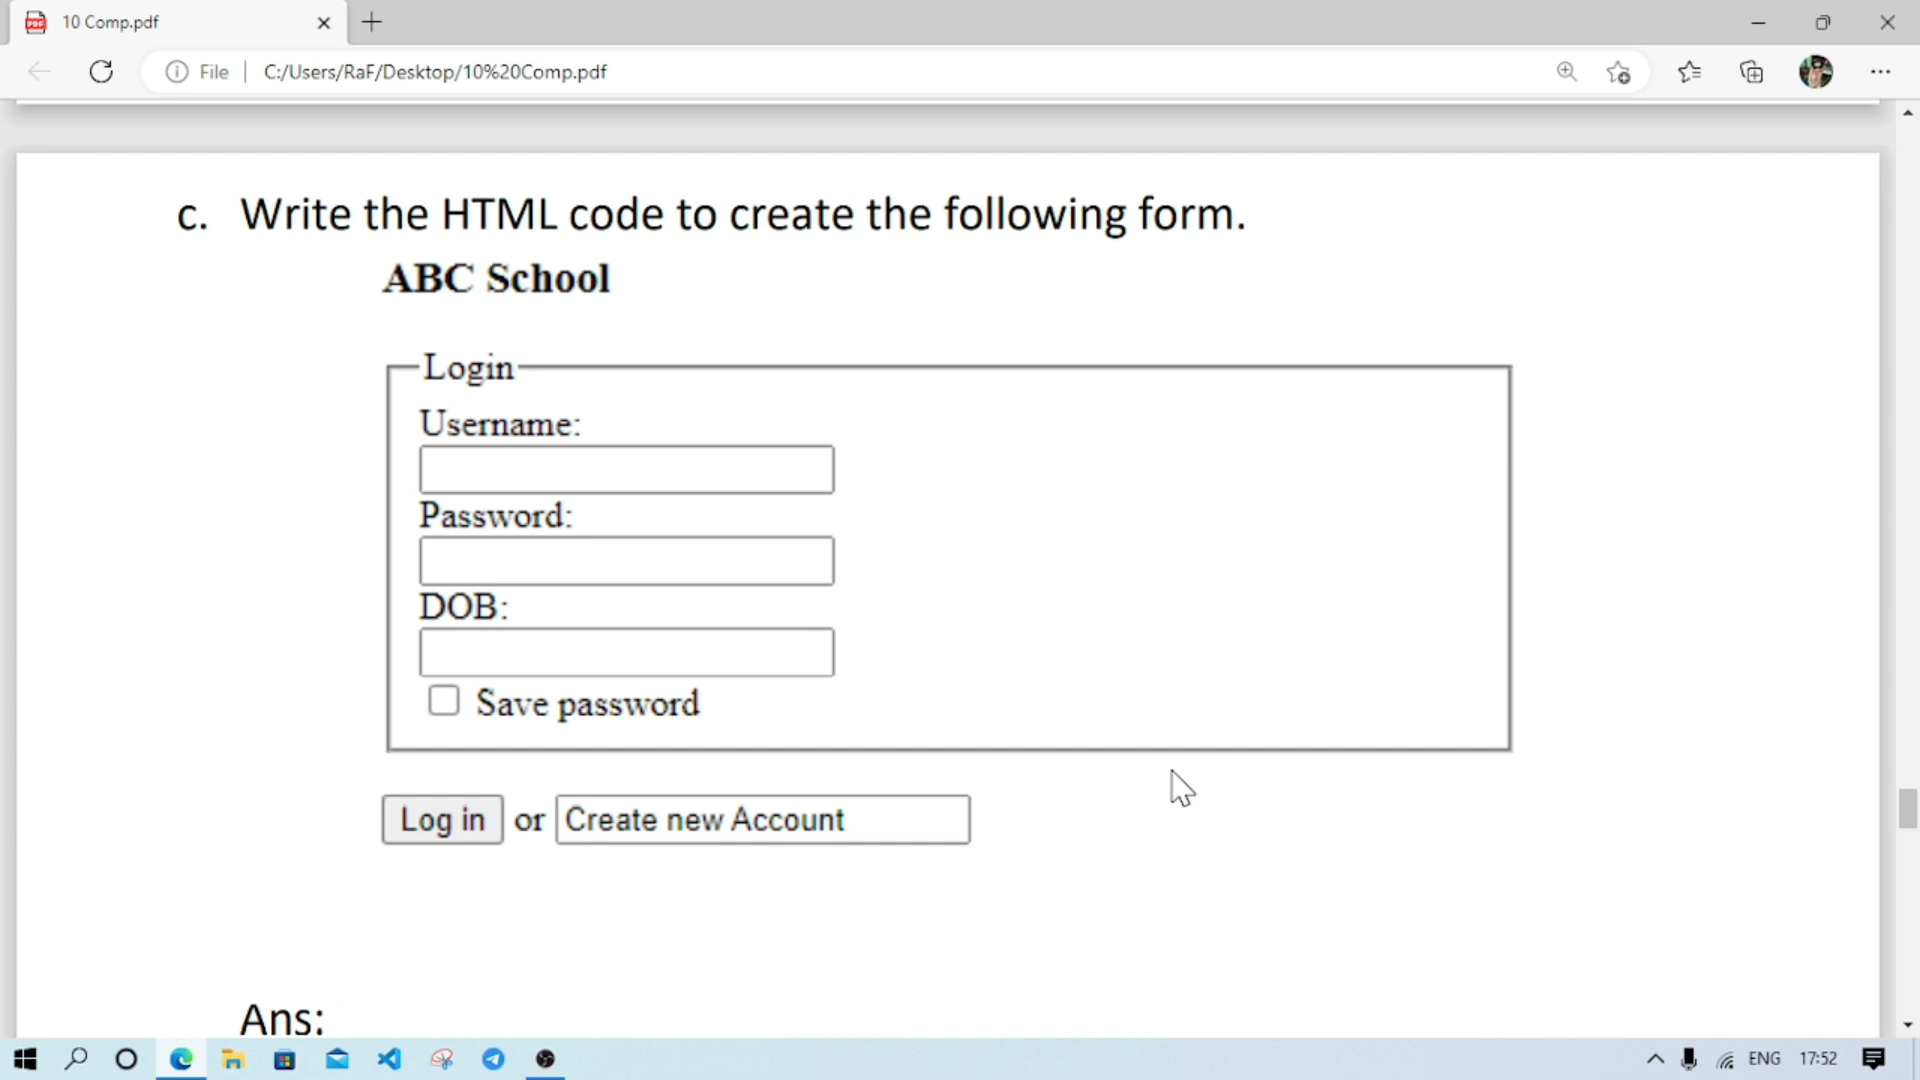 10 Comp.pdf
File
C:/Users/RaF/Desktop/10%20Comp.pdf
c. Write the HTML code to create the following form.
ABC School
Login
Username:
Password:
DOB:
Save password
Log in or Create new Account
Ans:
ENG 17:52